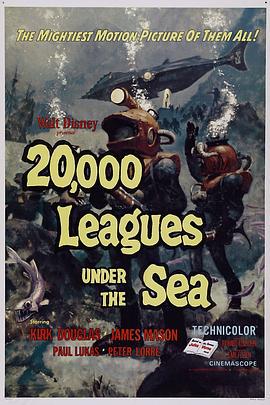 THE MIGHTIEST MOTION PICTURE OF THEM ALL!
Walt Disney
presents
20,000
Leagues
UNDER
THE Sea
Starring
KIRK DOUGLAS · JAMES MASON
PAUL LUKAS · PETER LORRE
TECHNICOLOR
CINEMASCOPE